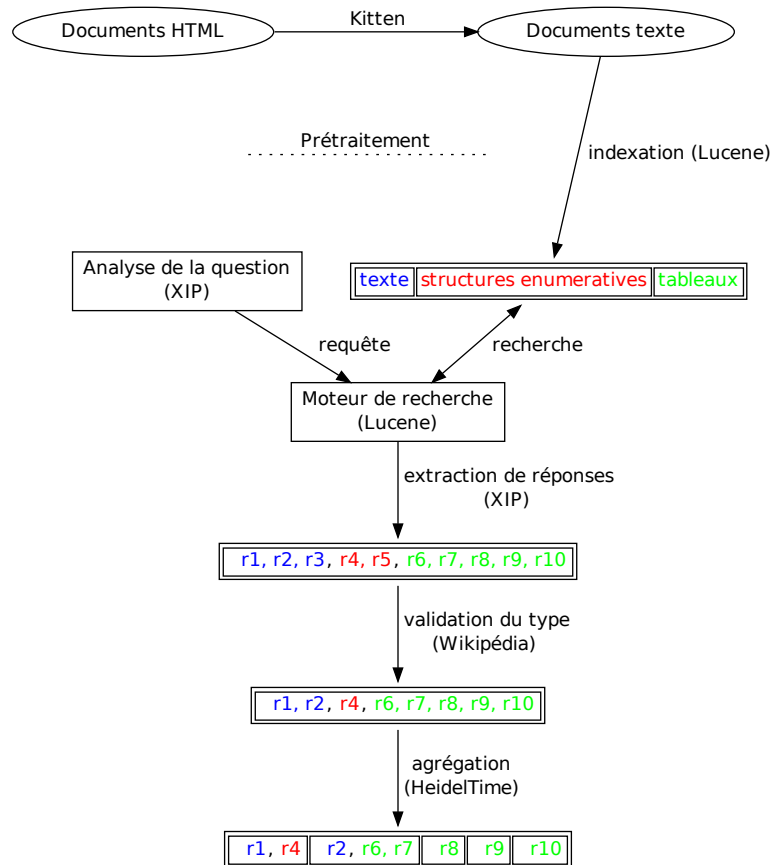 Documents HTML
Kitten
Documents texte
Prétraitement
indexation (Lucene)
Analyse de la question
(XIP)
texte structures enumeratives tableaux
requête
recherche
Moteur de recherche
(Lucene)
extraction de réponses
(XIP)
r1, r2, r3, r4, r5, r6, r7, r8, r9, r10
validation du type
(Wikipédia)
r1, r2, r4, r6, r7, r8, r9, r10
agrégation
(HeidelTime)
r1, r4 r2, r6, r7 r8 r9 r10